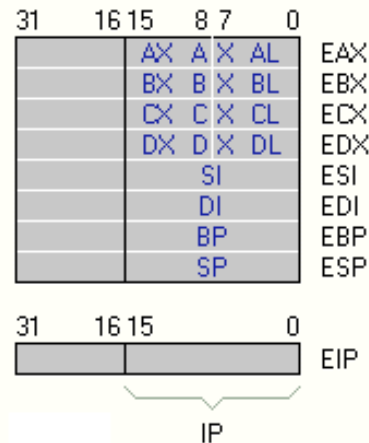 31 16 15 8 7 0
AX A X AL EAX
BX B X BL EBX
CX C X CL ECX
DX D X DL EDX
SI ESI
DI EDI
BP EBP
SP ESP
31 16 15 0
EIP
IP